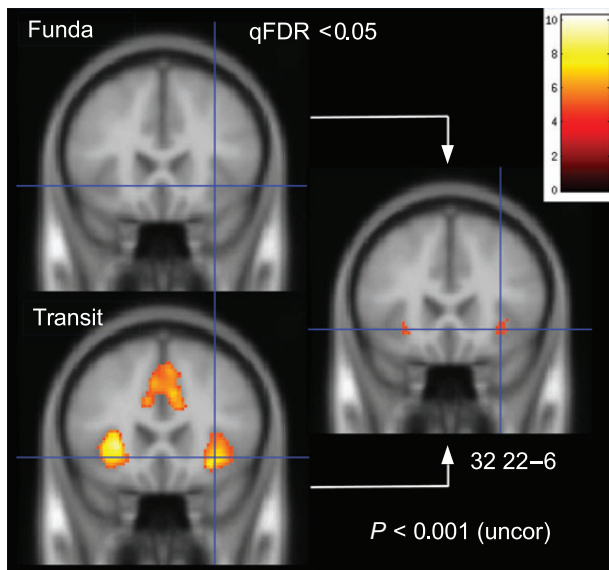 Funda
qFDR <0.05
10
8
6
4
2
0
Transit
32 22–6
P < 0.001 (uncor)